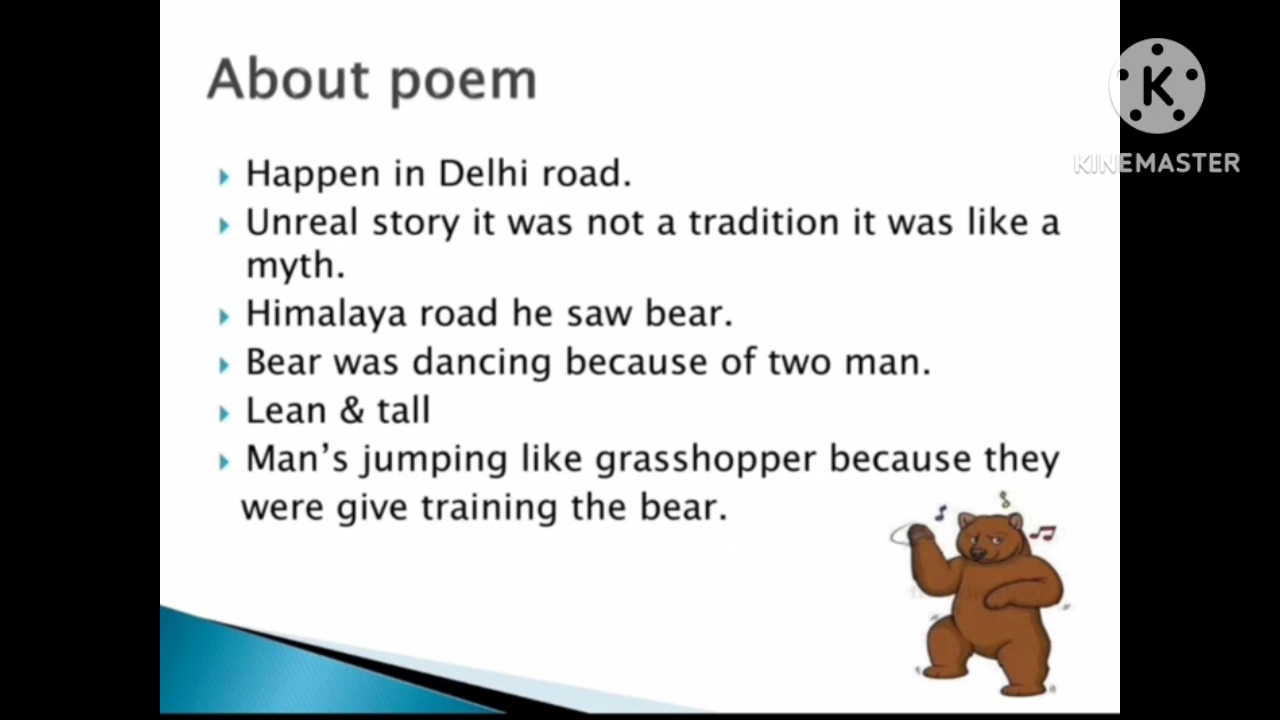 About poem
Happen in Delhi road.
Unreal story it was not a tradition it was like a
myth.
Himalaya road he saw bear.
Bear was dancing because of two man.
Lean & tall
Man's jumping like grasshopper because they
were give training the bear.
K
KINEMASTER